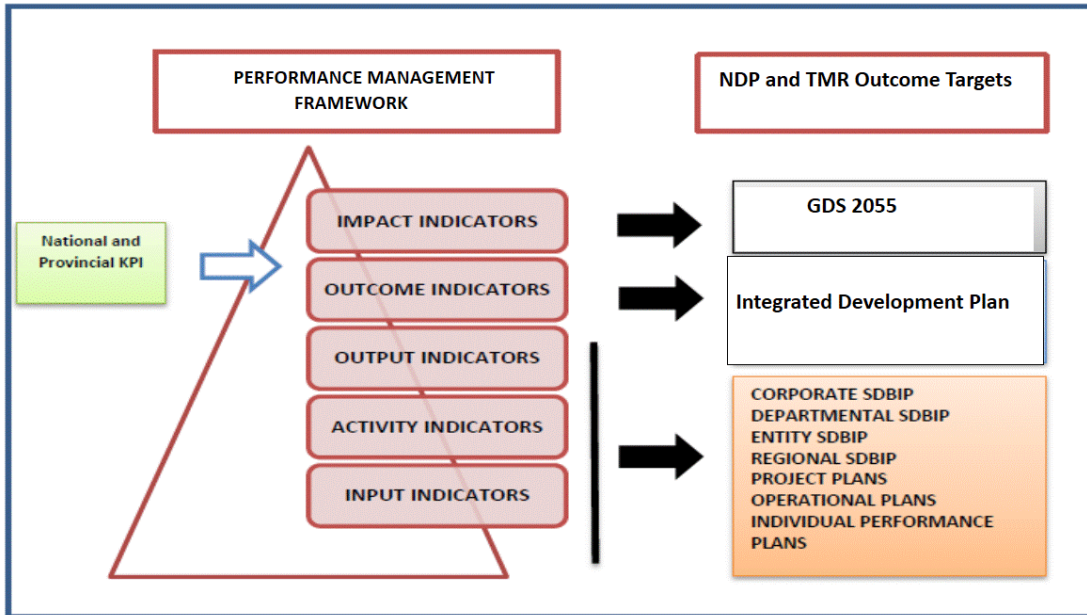 PERFORMANCE MANAGEMENT
FRAMEWORK
NDP and TMR Outcome Targets
National and
Provincial KPI
IMPACT INDICATORS
OUTCOME INDICATORS
OUTPUT INDICATORS
ACTIVITY INDICATORS
INPUT INDICATORS
GDS 2055
Integrated Development Plan
CORPORATE SDBIP
DEPARTMENTAL SDBIP
ENTITY SDBIP
REGIONAL SDBIP
PROJECT PLANS
OPERATIONAL PLANS
INDIVIDUAL PERFORMANCE
PLANS